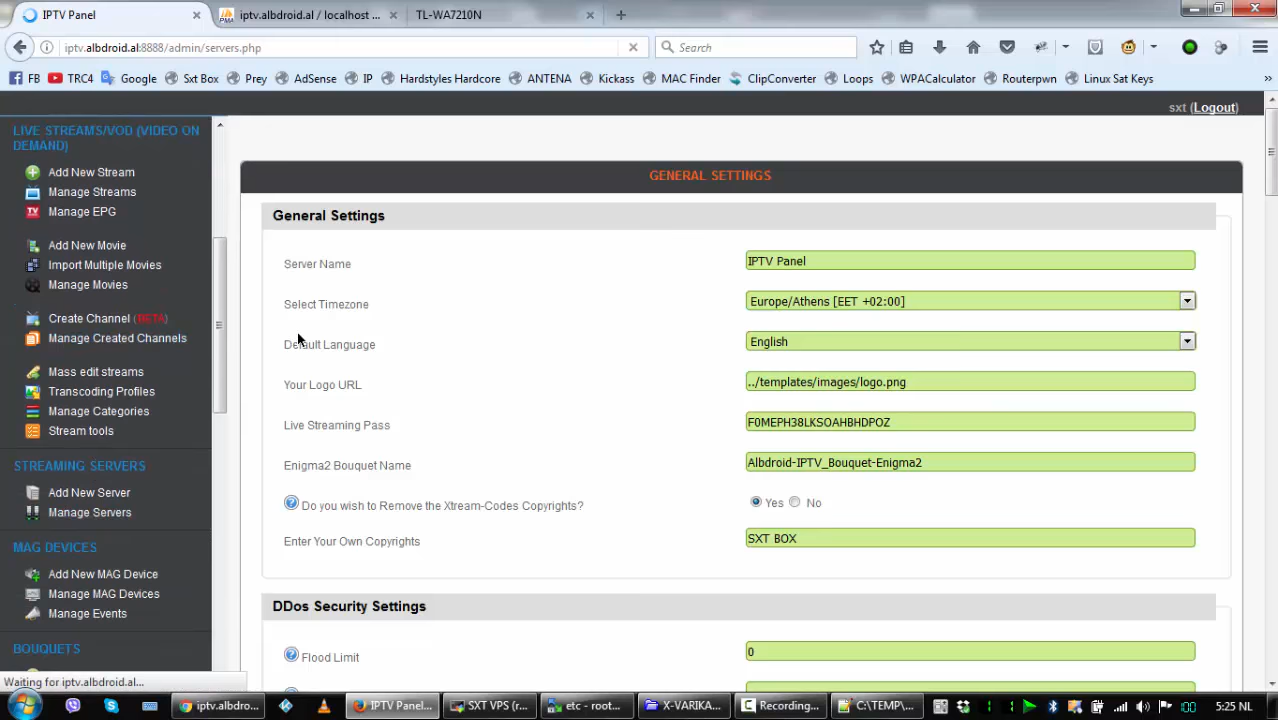 IPTV Panel
iptv.albdroid.al / localhost ...
TL-WA7210N
iptv.albdroid.al:8888/admin/servers.php
Search
FB
TRC4
Google
Sxt Box
Prey
AdSense
IP
Hardstyles Hardcore
ANTENA
Kickass
MAC Finder
ClipConverter
Loops
WPACalculator
Routerpwn
Linux Sat Keys
sxt (Logout)
LIVE STREAMS/VOD (VIDEO ON
DEMAND)
Add New Stream
Manage Streams
Manage EPG
Add New Movie
Import Multiple Movies
Manage Movies
Create Channel (BETA)
Manage Created Channels
Mass edit streams
Transcoding Profiles
Manage Categories
Stream tools
STREAMING SERVERS
Add New Server
Manage Servers
MAG DEVICES
Add New MAG Device
Manage MAG Devices
Manage Events
BOUQUETS
GENERAL SETTINGS
General Settings
Server Name
IPTV Panel
Select Timezone
Europe/Athens [EET +02:00]
Default Language
English
Your Logo URL
../templates/images/logo.png
Live Streaming Pass
F0MEPH38LKSOAHBHDPOZ
Enigma2 Bouquet Name
Albdroid-IPTV_Bouquet-Enigma2
Do you wish to Remove the Xtream-Codes Copyrights?
Yes No
Enter Your Own Copyrights
SXT BOX
DDos Security Settings
Flood Limit
0
Waiting for iptv.albdroid.al...
iptv.albdro...
IPTV Panel...
SXT VPS (r...
etc - root...
X-VARIKA...
Recording...
C:\TEMP\...
5:25 NL